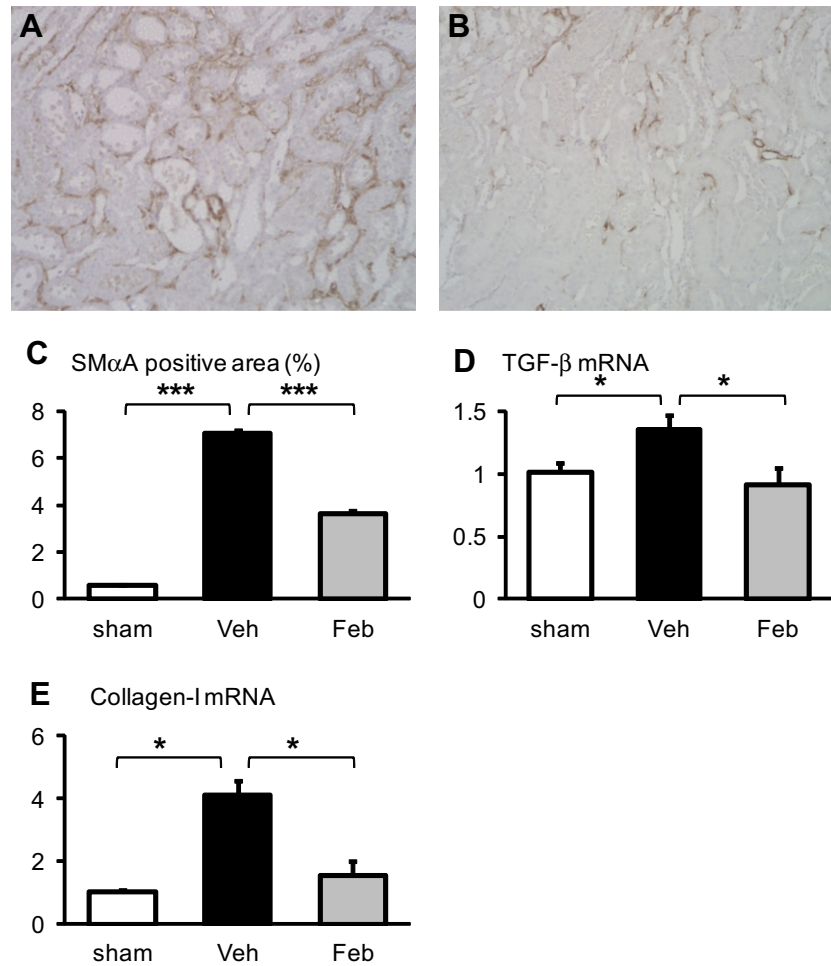 A
B
C SMαA positive area (%)
*** ***
8
6
4
2
0
sham Veh Feb
D TGF-β mRNA
* *
1.5
1
0.5
0
sham Veh Feb
E Collagen-I mRNA
* *
6
4
2
0
sham Veh Feb